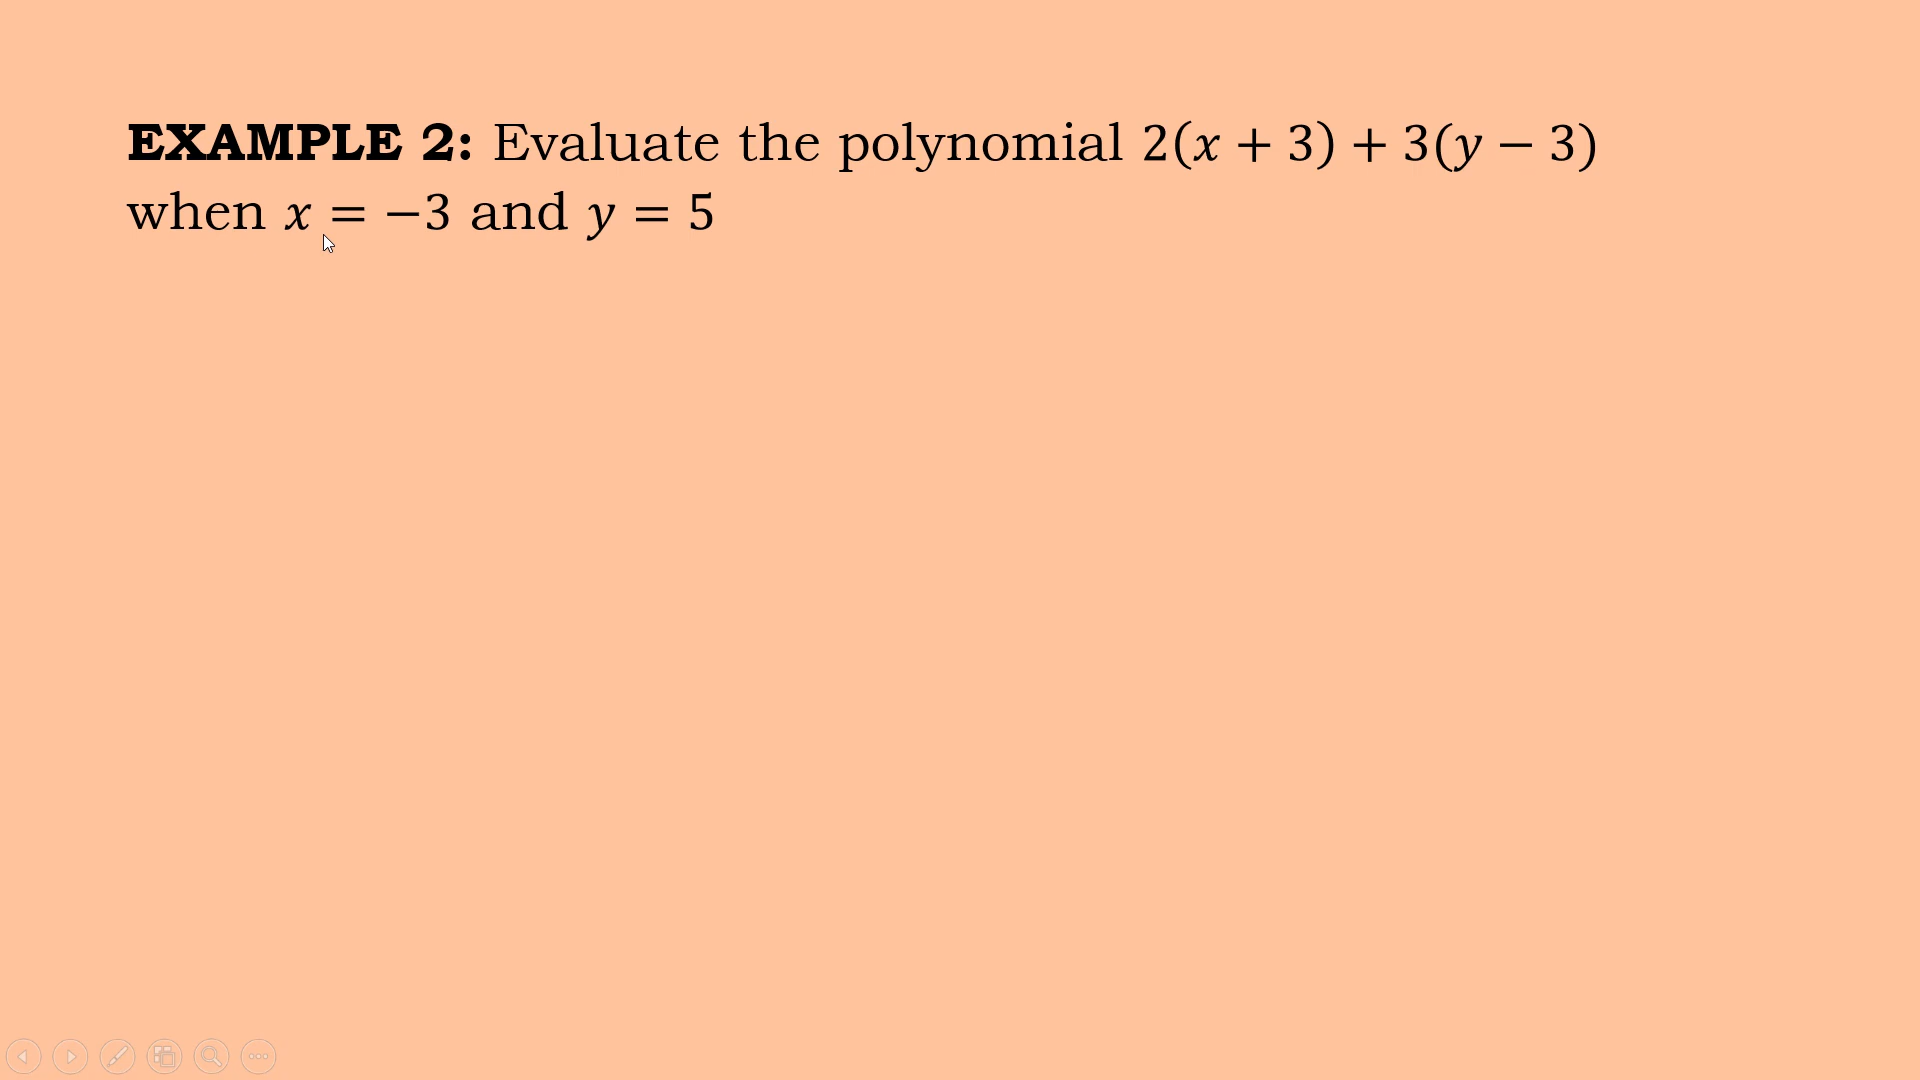 EXAMPLE 2: Evaluate the polynomial 2(x + 3) + 3(y − 3)
when x = −3 and y = 5